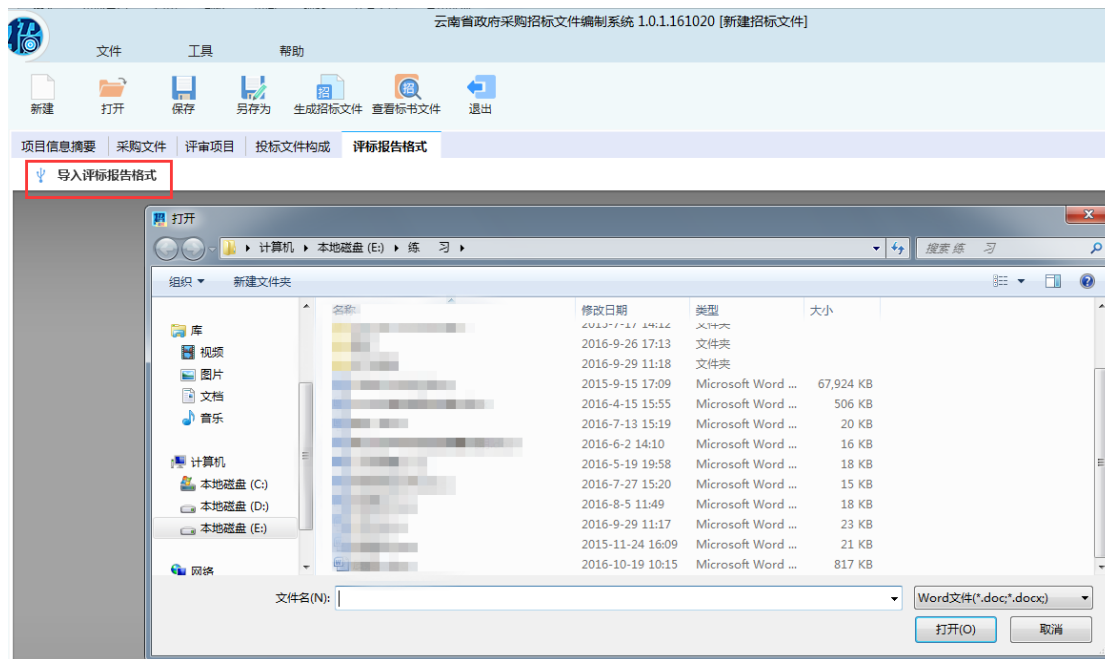 云南省政府采购招标文件编制系统 1.0.1.161020 [新建招标文件]
文件 工具 帮助
新建 打开 保存 另存为 生成招标文件 查看标书文件 退出
项目信息摘要 采购文件 评审项目 投标文件构成 评标报告格式
导入评标报告格式
打开
计算机 本地磁盘 (E:) 练 习 搜索 练 习
组织 新建文件夹
名称 修改日期 类型 大小
2015-7-17 14:12 文件夹
库 2016-9-26 17:13 文件夹
视频 2016-9-29 11:18 文件夹
图片 2015-9-15 17:09 Microsoft Word ... 67,924 KB
文档 2016-4-15 15:55 Microsoft Word ... 506 KB
音乐 2016-7-13 15:19 Microsoft Word ... 20 KB
2016-6-2 14:10 Microsoft Word ... 16 KB
计算机 2016-5-19 19:58 Microsoft Word ... 18 KB
本地磁盘 (C:) 2016-7-27 15:20 Microsoft Word ... 15 KB
本地磁盘 (D:) 2016-8-5 11:49 Microsoft Word ... 18 KB
本地磁盘 (E:) 2016-9-29 11:17 Microsoft Word ... 23 KB
2015-11-24 16:09 Microsoft Word ... 21 KB
网络 2016-10-19 10:15 Microsoft Word ... 817 KB
文件名(N): Word文件(*.doc;*.docx;)
打开(O) 取消